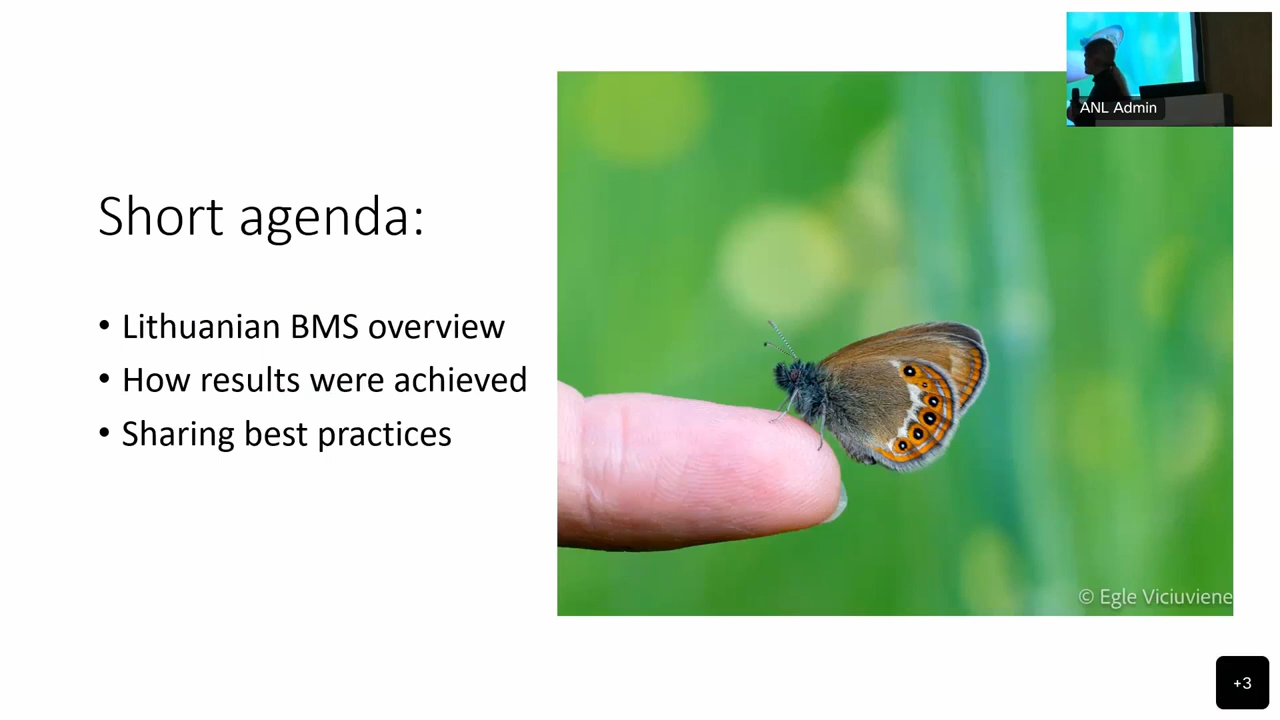 ANL Admin
Short agenda:
• Lithuanian BMS overview
• How results were achieved
• Sharing best practices
© Egle Viciuviene
+3